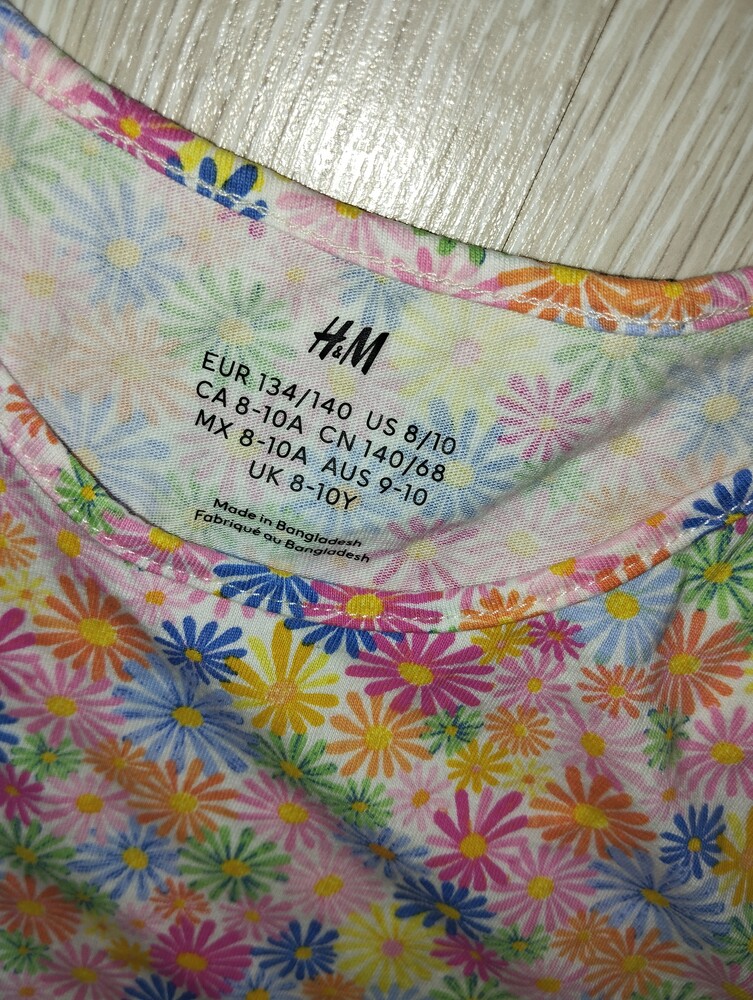 H&M
EUR 134/140 US 8/10
CA 8-10A CN 140/68
MX 8-10A AUS 9-10
UK 8-10Y
Made in Bangladesh
Fabriqué au Bangladesh